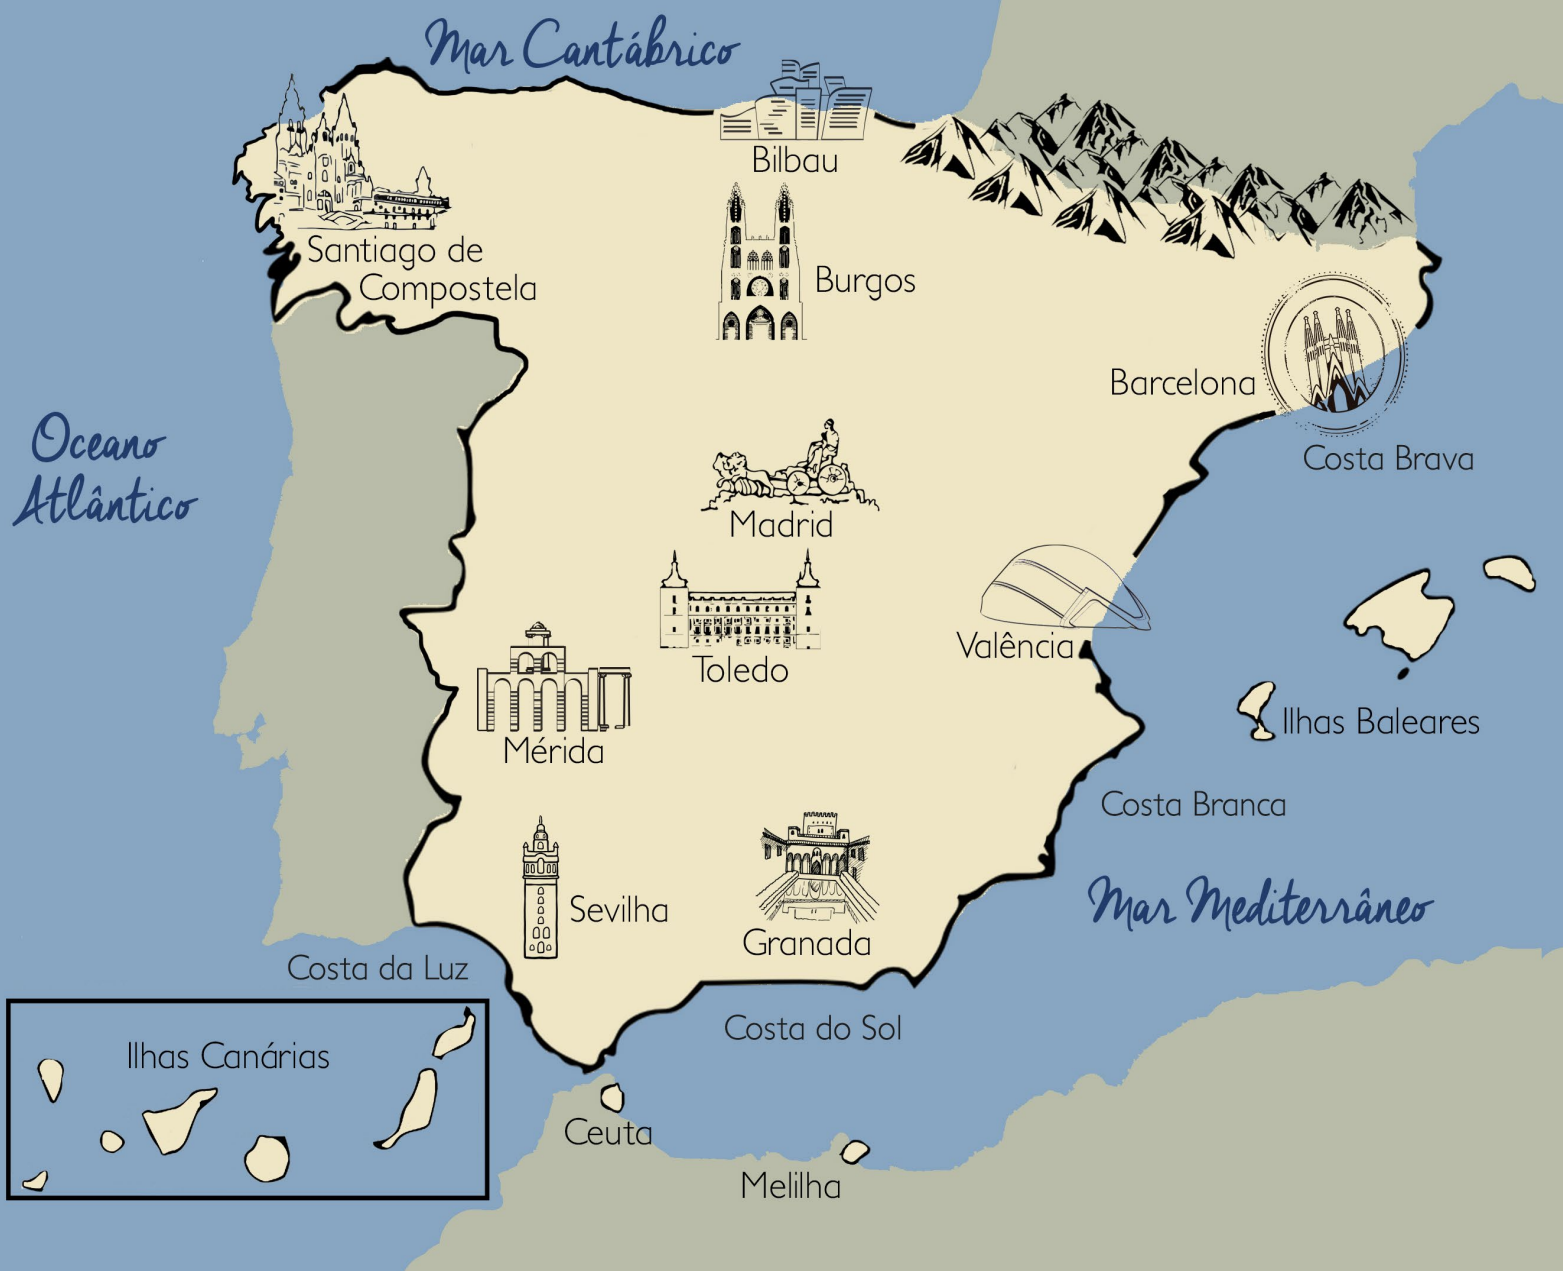 Mar Cantábrico
Bilbau
Santiago de
Compostela
Burgos
Barcelona
Oceano
Atlântico
Costa Brava
Madrid
Valência
Toledo
Ilhas Baleares
Mérida
Costa Branca
Mar Mediterrâneo
Sevilha
Granada
Costa da Luz
Costa do Sol
Ilhas Canárias
Ceuta
Melilha